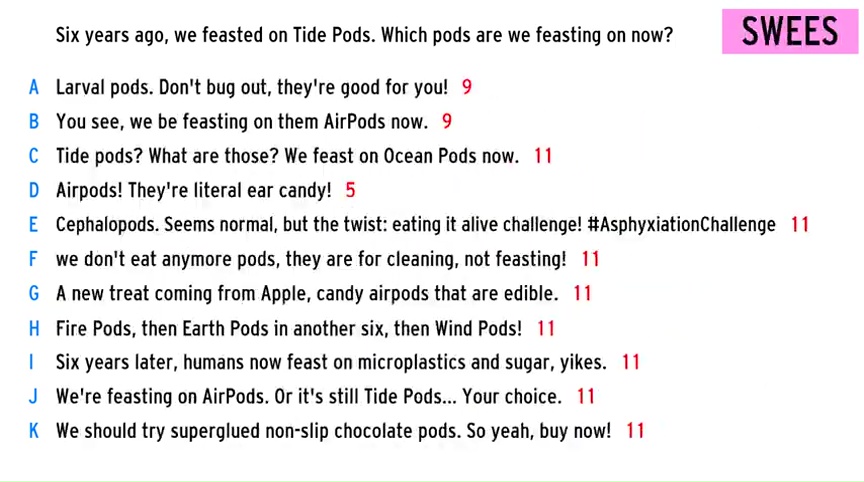 Six years ago, we feasted on Tide Pods. Which pods are we feasting on now?
SWEES
A Larval pods. Don't bug out, they're good for you! 9
B You see, we be feasting on them AirPods now. 9
C Tide pods? What are those? We feast on Ocean Pods now. 11
D Airpods! They're literal ear candy! 5
E Cephalopods. Seems normal, but the twist: eating it alive challenge! #AsphyxiationChallenge 11
F we don't eat anymore pods, they are for cleaning, not feasting! 11
G A new treat coming from Apple, candy airpods that are edible. 11
H Fire Pods, then Earth Pods in another six, then Wind Pods! 11
I Six years later, humans now feast on microplastics and sugar, yikes. 11
J We're feasting on AirPods. Or it's still Tide Pods... Your choice. 11
K We should try superglued non-slip chocolate pods. So yeah, buy now! 11